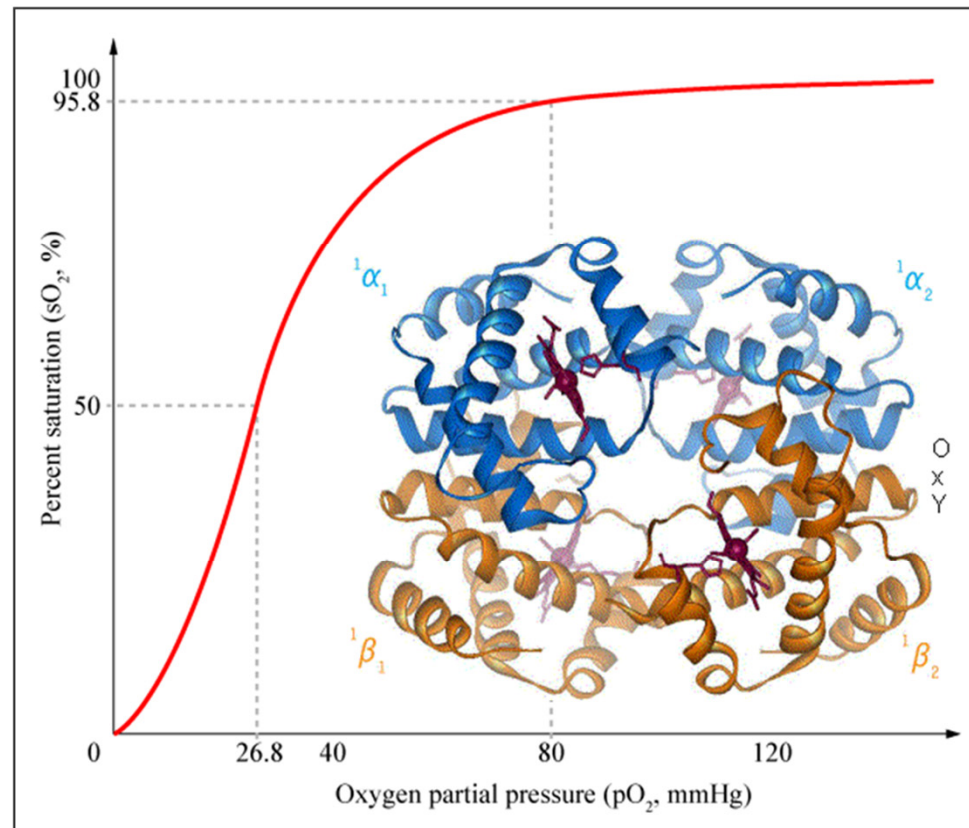 100
95.8
50
0
26.8
40
80
120
Percent saturation (sO₂, %)
Oxygen partial pressure (pO₂, mmHg)
¹α₁
¹α₂
¹β₁
¹β₂
O
x
Y